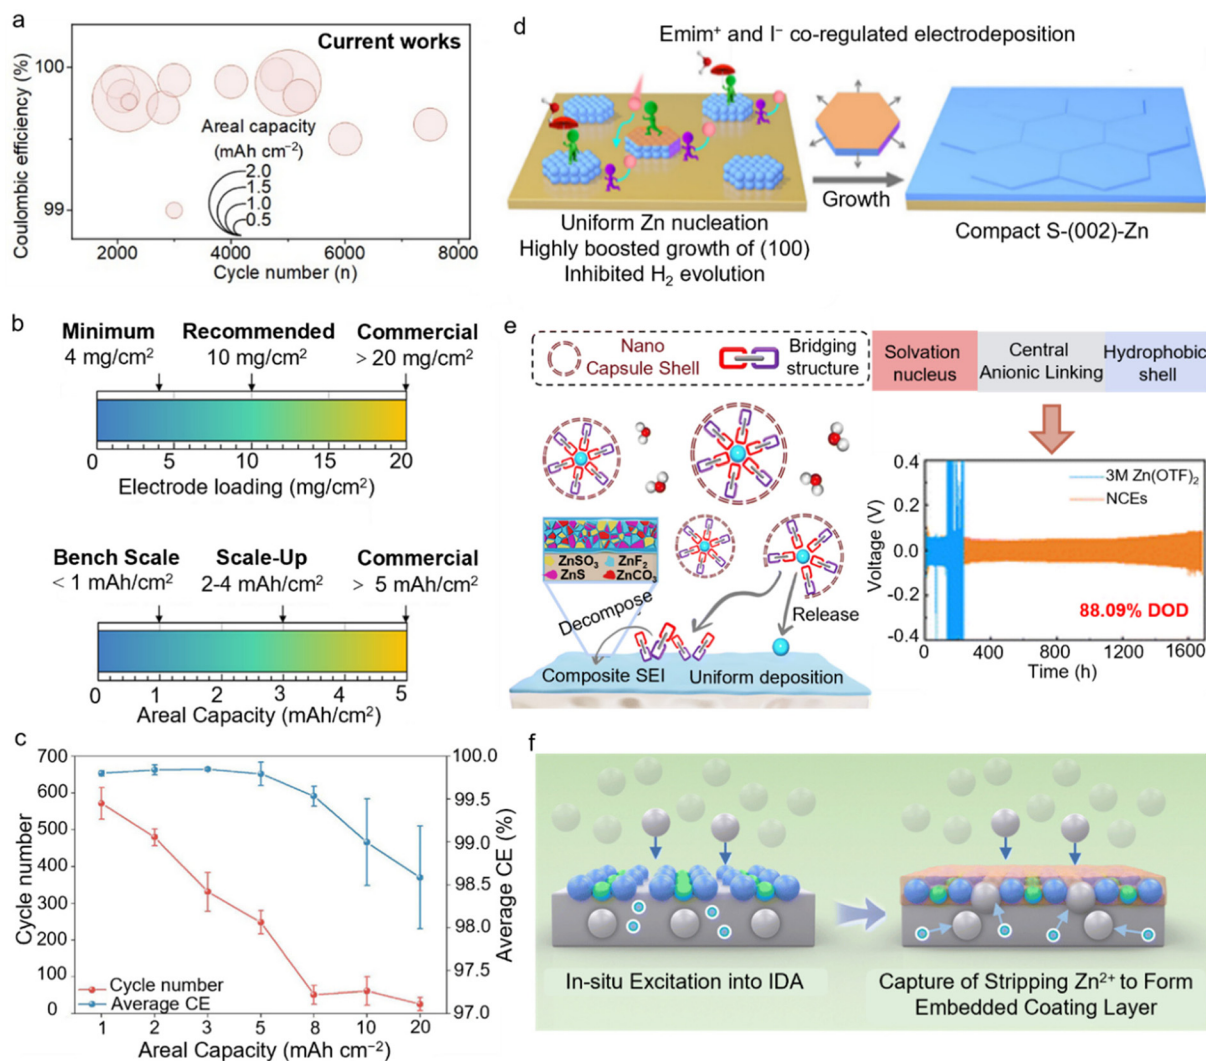 a
Current works
100
99
Coulombic efficiency (%)
Areal capacity
(mAh cm⁻²)
2.0
1.5
1.0
0.5
2000 4000 6000 8000
Cycle number (n)
b
Minimum Recommended Commercial
4 mg/cm² 10 mg/cm² > 20 mg/cm²
0 5 10 15 20
Electrode loading (mg/cm²)
Bench Scale Scale-Up Commercial
< 1 mAh/cm² 2-4 mAh/cm² > 5 mAh/cm²
0 1 2 3 4 5
Areal Capacity (mAh/cm²)
c
700 100.0
600 99.5
500 99.0
400 98.5
300 98.0
200 97.5
100 97.0
0
Cycle number
Average CE (%)
Cycle number
Average CE
1 2 3 5 8 10 20
Areal Capacity (mAh cm⁻²)
d
Emim⁺ and I⁻ co-regulated electrodeposition
Growth
Uniform Zn nucleation
Highly boosted growth of (100)
Inhibited H₂ evolution
Compact S-(002)-Zn
e
Nano
Capsule Shell
Bridging
structure
Solvation
nucleus
Central
Anionic Linking
Hydrophobic
shell
ZnSO₃ ZnF₂
ZnS ZnCO₃
Decompose
Release
Composite SEI
Uniform deposition
0.4
0.2
0.0
-0.2
-0.4
Voltage (V)
3M Zn(OTF)₂
NCEs
88.09% DOD
0 400 800 1200 1600
Time (h)
f
In-situ Excitation into IDA
Capture of Stripping Zn²⁺ to Form
Embedded Coating Layer